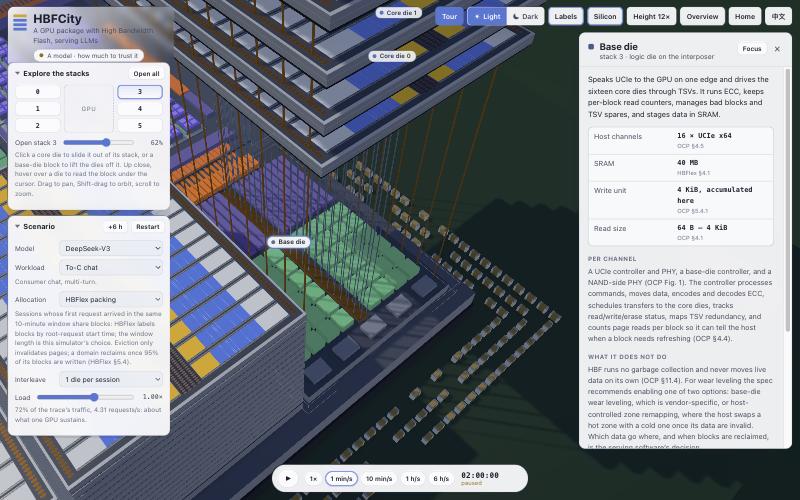 HBFCity
A GPU package with High Bandwidth
Flash, serving LLMs
A model · how much to trust it
Explore the stacks
Open all
0
3
1
GPU
4
2
5
Open stack 3
62%
Click a core die to slide it out of its stack, or a
base-die block to lift the dies off it. Up close,
hover over a die to read the block under the
cursor. Drag to pan, Shift-drag to orbit, scroll to
zoom.
Scenario
+6 h
Restart
Model
DeepSeek-V3
Workload
To-C chat
Consumer chat, multi-turn.
Allocation
HBFlex packing
Sessions whose first request arrived in the same
10-minute window share blocks: HBFlex labels
blocks by root-request start time; the window
length is this simulator's choice. Eviction only
invalidates pages; a domain reclaims once 95%
of its blocks are written (HBFlex §5.4).
Interleave
1 die per session
Load
1.00×
72% of the trace's traffic, 4.31 requests/s: about
what one GPU sustains.
Core die 1
Core die 0
Base die
Tour
Light
Dark
Labels
Silicon
Height 12×
Overview
Home
中文
Base die
stack 3 · logic die on the interposer
Focus
×
Speaks UCIe to the GPU on one edge and drives the
sixteen core dies through TSVs. It runs ECC, keeps
per-block read counters, manages bad blocks and
TSV spares, and stages data in SRAM.
Host channels
16 × UCIe x64
OCP §4.5
SRAM
40 MB
HBFlex §4.1
Write unit
4 KiB, accumulated
here
OCP §5.4.1
Read size
64 B – 4 KiB
OCP §4.1
PER CHANNEL
A UCIe controller and PHY, a base-die controller, and a
NAND-side PHY (OCP Fig. 1). The controller processes
commands, moves data, encodes and decodes ECC,
schedules transfers to the core dies, tracks
read/write/erase status, maps TSV redundancy, and
counts page reads per block so it can tell the host
when a block needs refreshing (OCP §4.4).
WHAT IT DOES NOT DO
HBF runs no garbage collection and never moves live
data on its own (OCP §11.4). For wear leveling the spec
recommends enabling one of two options: base-die
wear leveling, which is vendor-specific, or host-
controlled zone remapping, where the host swaps a
hot zone with a cold one once its data are invalid.
Which data go where, and when blocks are reclaimed,
is the serving software's decision.
1×
1 min/s
10 min/s
1 h/s
6 h/s
02:00:00
paused